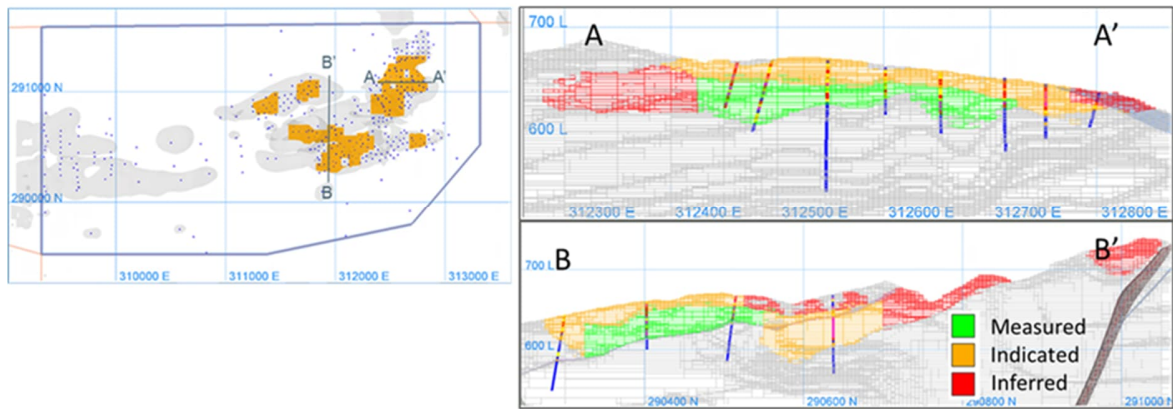 B'
A A'
291000 N
B
290000 N
310000 E 311000 E 312000 E 313000 E
700 L
A A'
600 L
312300 E 312400 E 312500 E 312600 E 312700 E 312800 E
B B'
700 L
600 L
Measured
Indicated
Inferred
290400 N 290600 N 290800 N 291000 N